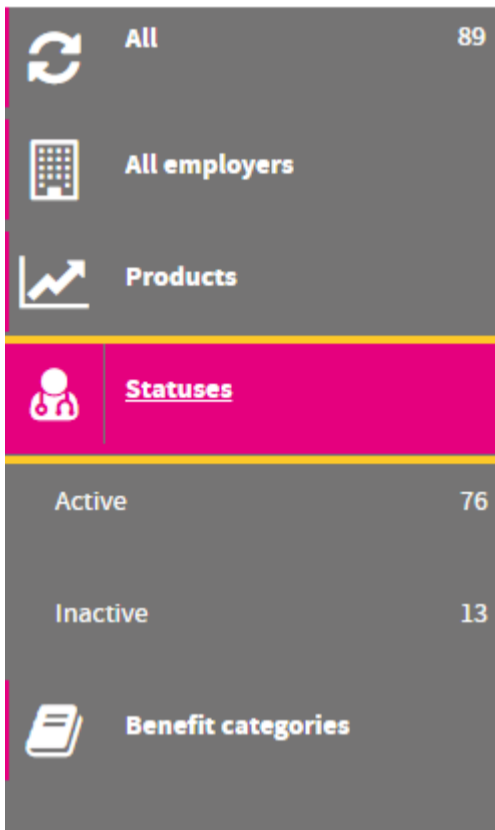 All 89
All employers
Products
Statuses
Active 76
Inactive 13
Benefit categories